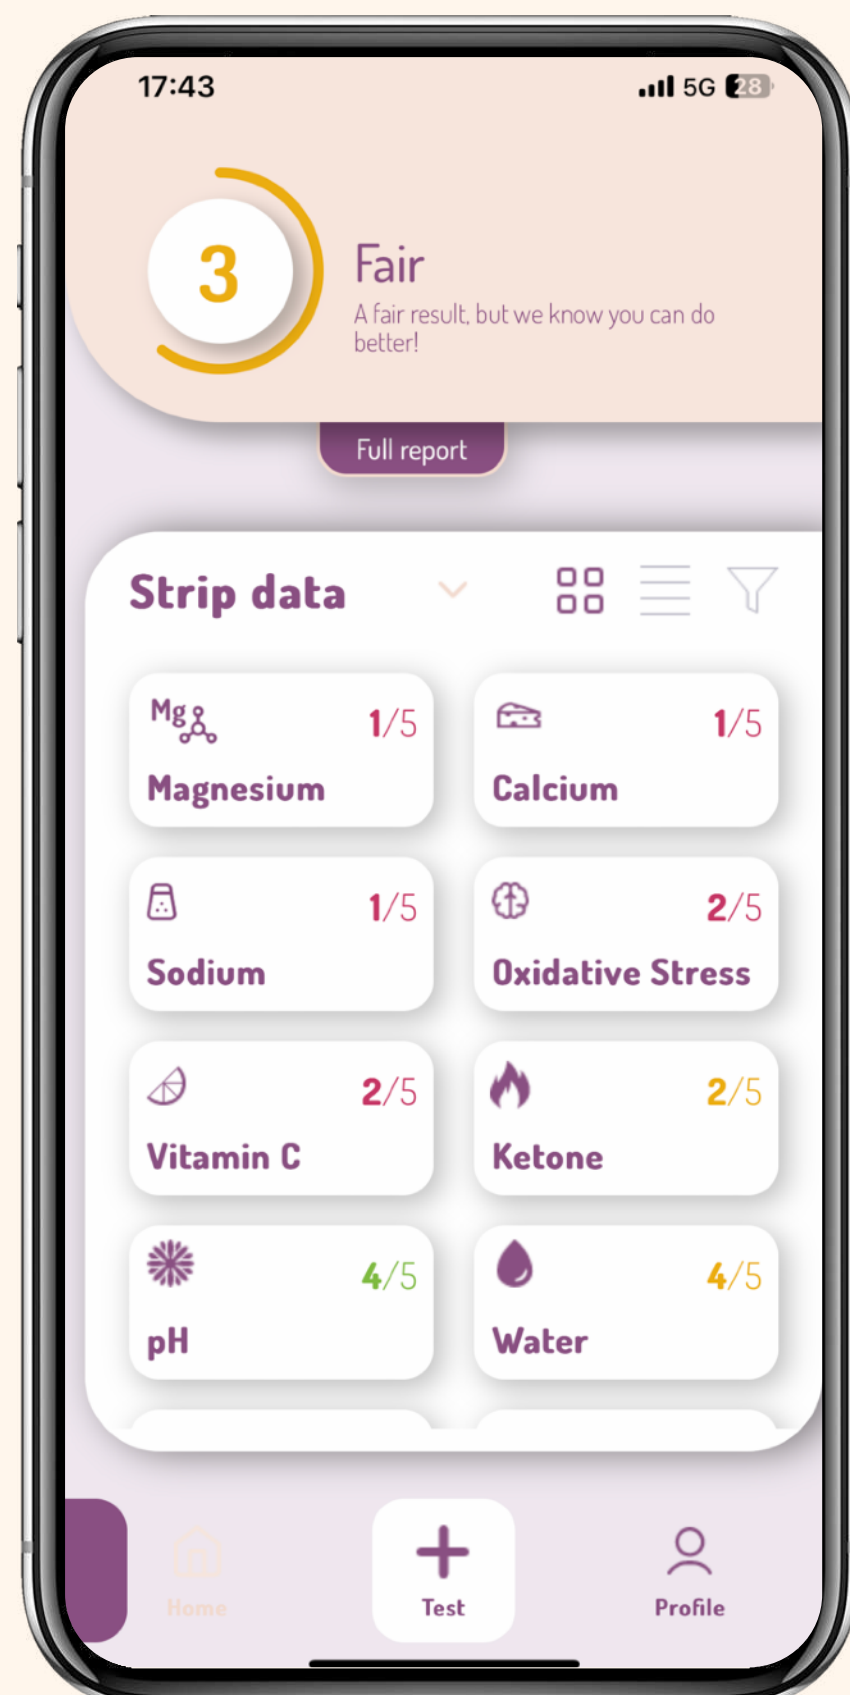 17:43
5G 28
3
Fair
A fair result, but we know you can do
better!
Full report
Strip data
Mg
1/5
Magnesium
1/5
Calcium
1/5
Sodium
2/5
Oxidative Stress
2/5
Vitamin C
2/5
Ketone
4/5
pH
4/5
Water
Home
Test
Profile